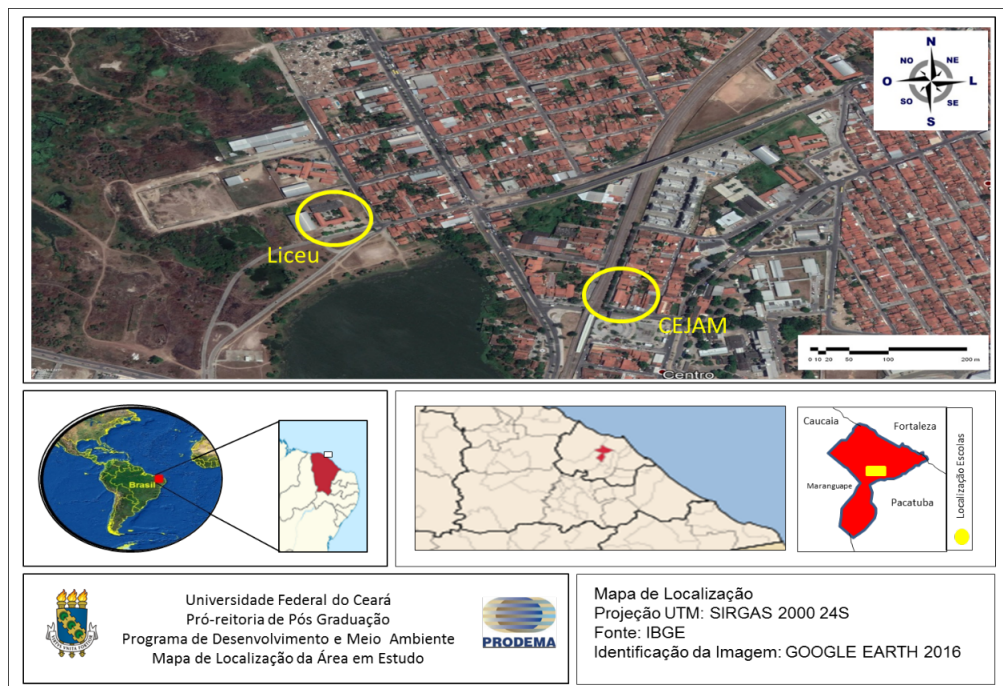 N
NO NE
O L
SO SE
S
Liceu
CEJAM
Centro
0 10 20 50 100 200 m
Brasil
Caucaia
Fortaleza
Maranguape
Pacatuba
Localização Escolas
Universidade Federal do Ceará
Pró-reitoria de Pós Graduação
Programa de Desenvolvimento e Meio Ambiente
Mapa de Localização da Área em Estudo
PRODEMA
Mapa de Localização
Projeção UTM: SIRGAS 2000 24S
Fonte: IBGE
Identificação da Imagem: GOOGLE EARTH 2016